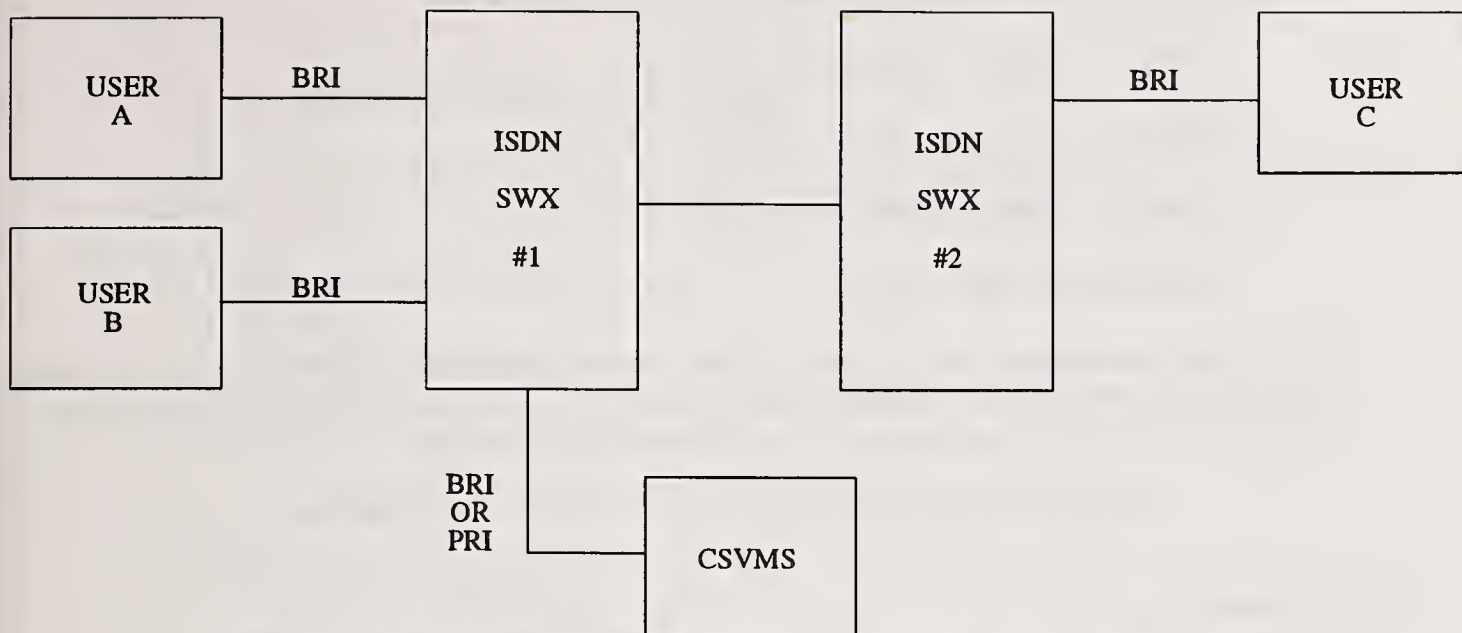 USER
A
BRI
ISDN
SWX
#1
ISDN
SWX
#2
BRI
USER
C
USER
B
BRI
BRI
OR
PRI
CSVMS